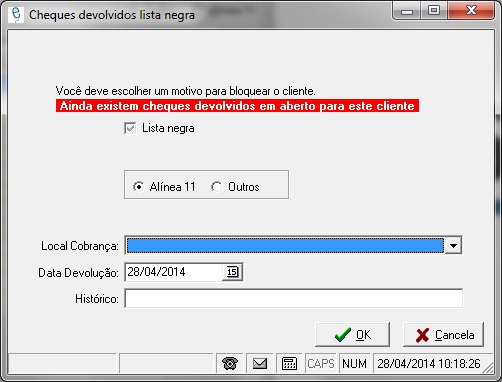 Cheques devolvidos lista negra
Você deve escolher um motivo para bloquear o cliente.
Ainda existem cheques devolvidos em aberto para este cliente
Lista negra
Alínea 11 Outros
Local Cobrança:
Data Devolução: 28/04/2014 15
Histórico:
OK Cancela
CAPS NUM 28/04/2014 10:18:26